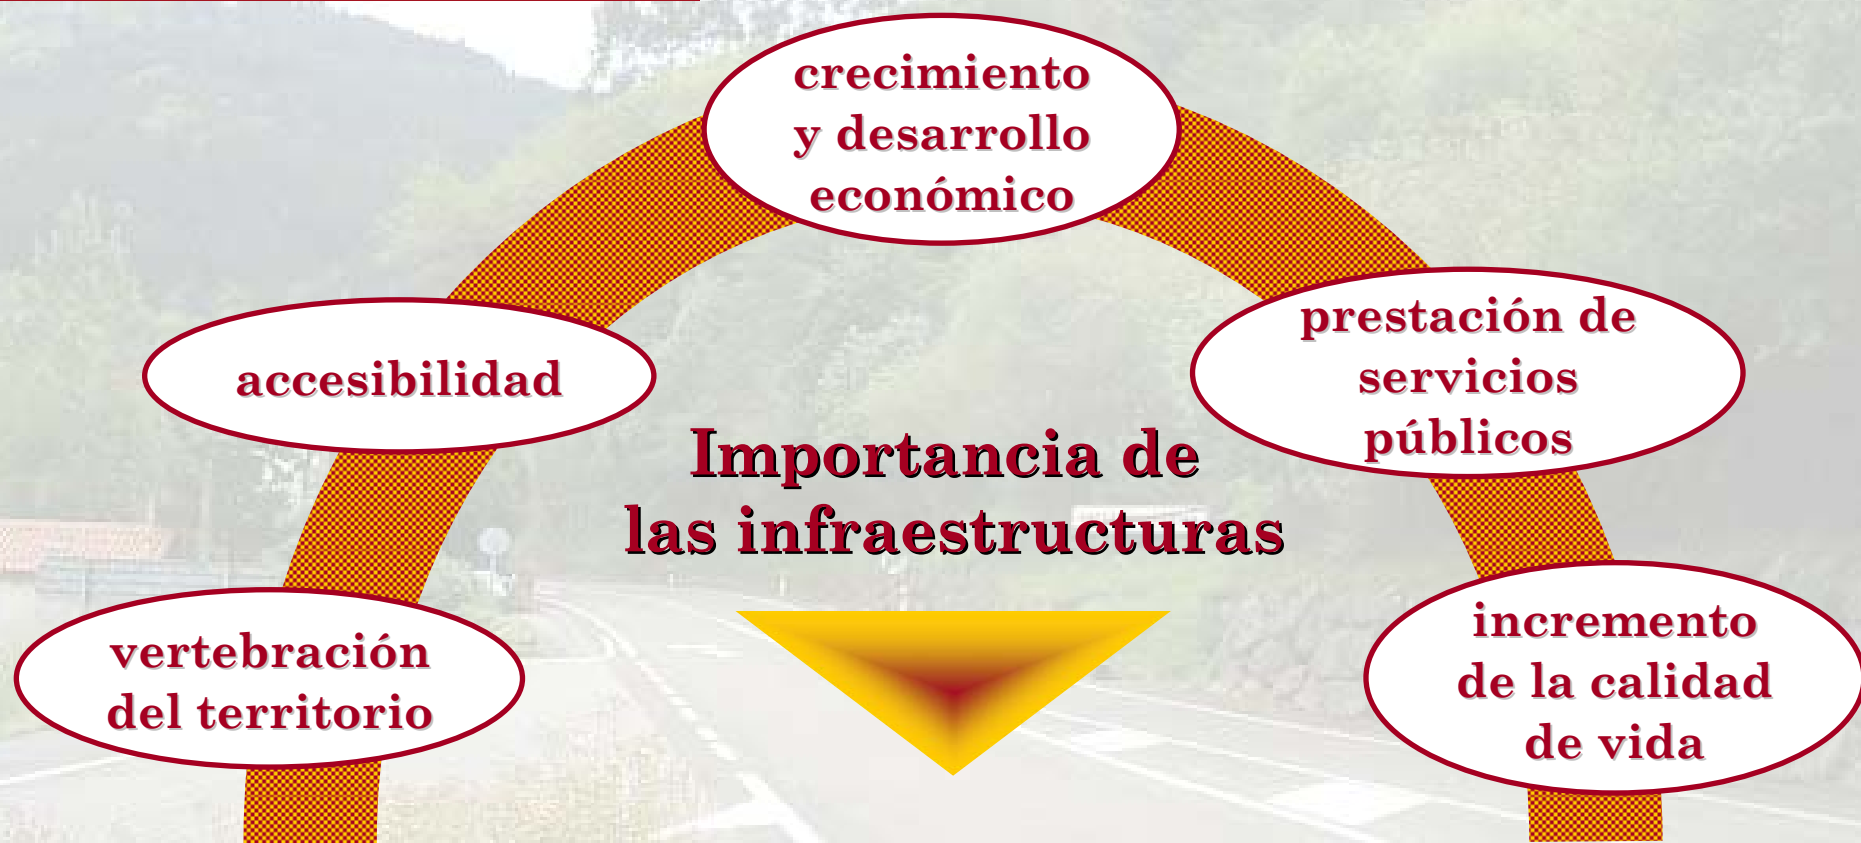 crecimiento
y desarrollo
económico
accesibilidad
prestación de
servicios
públicos
Importancia de
las infraestructuras
vertebración
del territorio
incremento
de la calidad
de vida